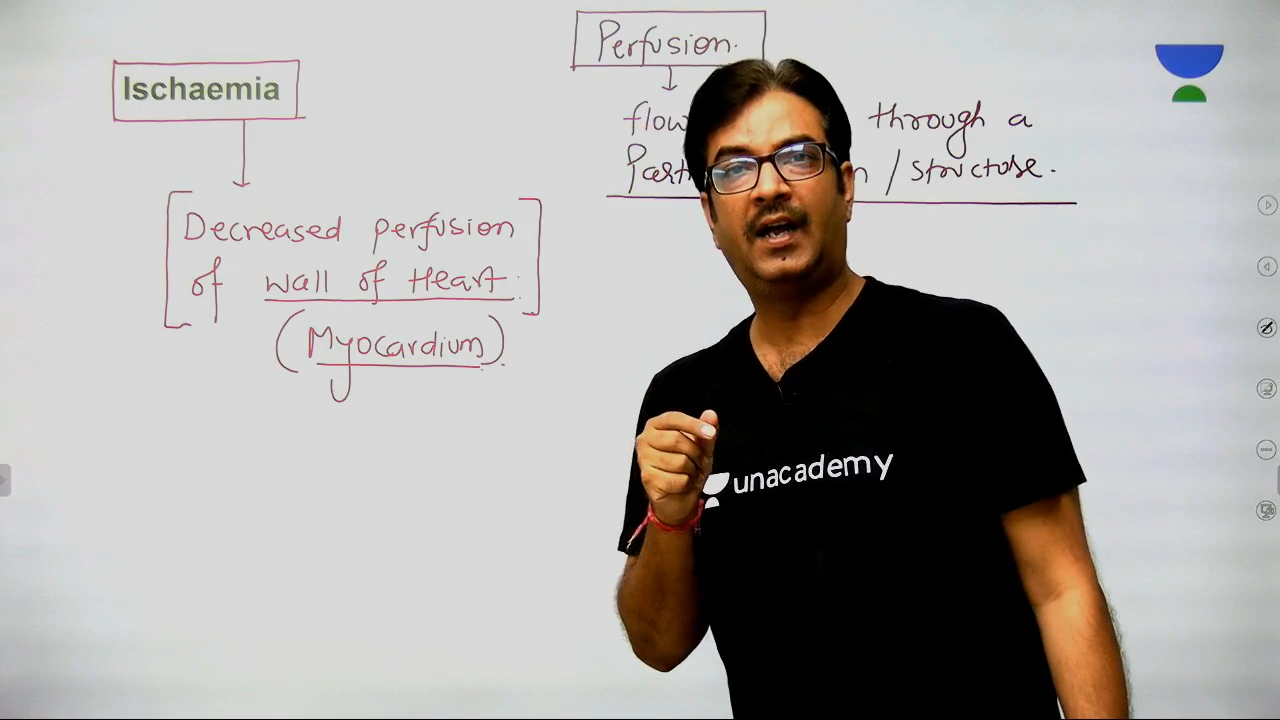 Ischaemia
Decreased perfusion
of wall of Heart.
(Myocardium).
Perfusion.
flow through a
/ structure.
unacademy